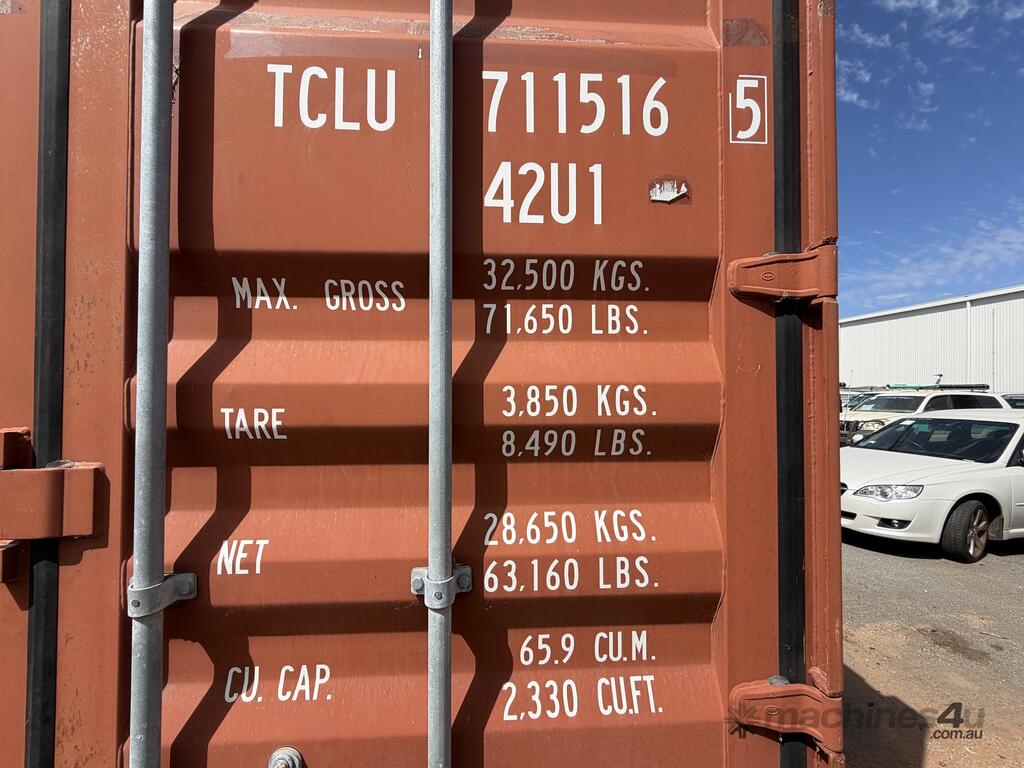 TCLU 711516 5
42U1
MAX. GROSS 32,500 KGS.
71,650 LBS.
TARE 3,850 KGS.
8,490 LBS.
NET 28,650 KGS.
63,160 LBS.
CU. CAP. 65.9 CU.M.
2,330 CU.FT.
machines4u
.com.au